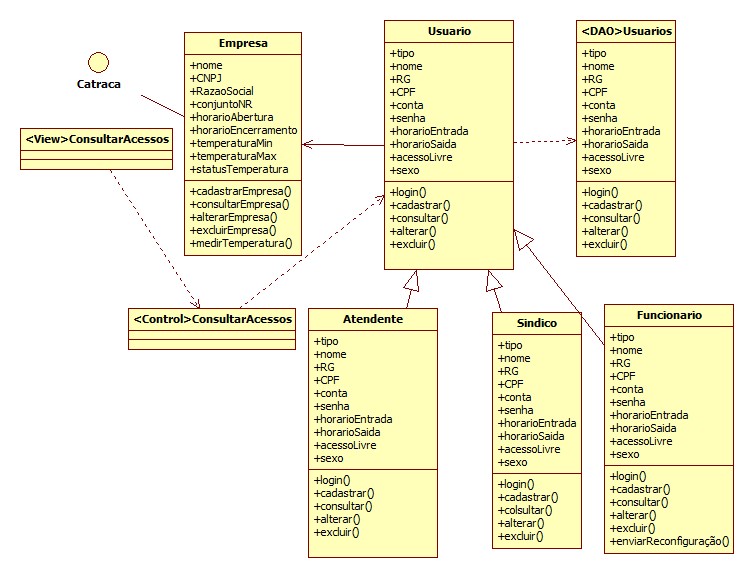 Catraca
Empresa
+nome
+CNPJ
+RazaoSocial
+conjuntoNR
+horarioAbertura
+horarioEncerramento
+temperaturaMin
+temperaturaMax
+statusTemperatura
+cadastrarEmpresa()
+consultarEmpresa()
+alterarEmpresa()
+excluirEmpresa()
+medirTemperatura()
Usuario
+tipo
+nome
+RG
+CPF
+conta
+senha
+horarioEntrada
+horarioSaida
+acessoLivre
+sexo
+login()
+cadastrar()
+consultar()
+alterar()
+excluir()
<DAO>Usuarios
+tipo
+nome
+RG
+CPF
+conta
+senha
+horarioEntrada
+horarioSaida
+acessoLivre
+sexo
+login()
+cadastrar()
+consultar()
+alterar()
+excluir()
<View>ConsultarAcessos
<Control>ConsultarAcessos
Atendente
+tipo
+nome
+RG
+CPF
+conta
+senha
+horarioEntrada
+horarioSaida
+acessoLivre
+sexo
+login()
+cadastrar()
+consultar()
+alterar()
+excluir()
Sindico
+tipo
+nome
+RG
+CPF
+conta
+senha
+horarioEntrada
+horarioSaida
+acessoLivre
+sexo
+login()
+cadastrar()
+colsultar()
+alterar()
+excluir()
Funcionario
+tipo
+nome
+RG
+CPF
+conta
+senha
+horarioEntrada
+horarioSaida
+acessoLivre
+sexo
+login()
+cadastrar()
+consultar()
+alterar()
+excluir()
+enviarReconfiguração()